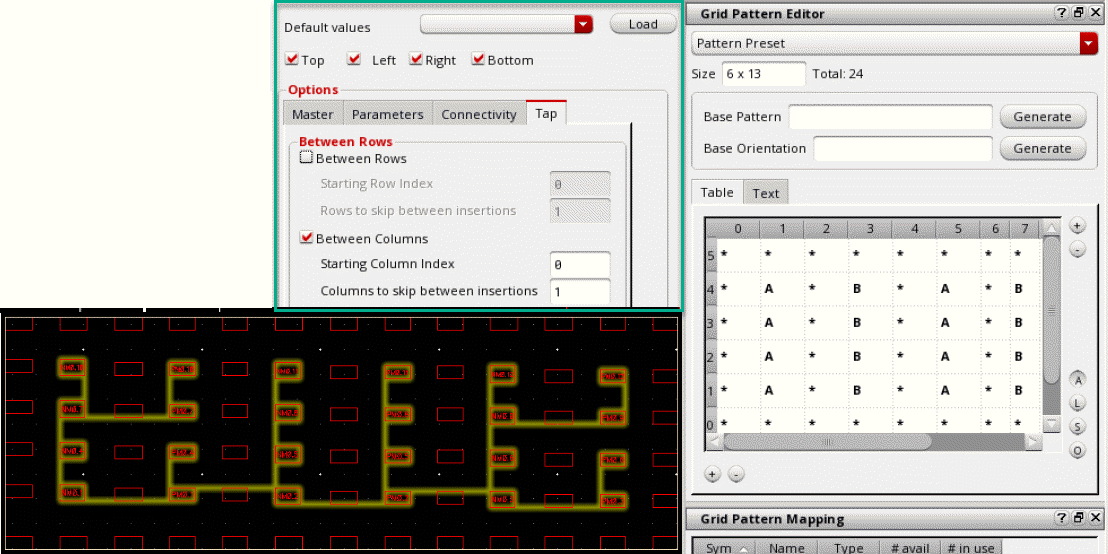 Default values Load
Top Left Right Bottom
Options
Master Parameters Connectivity Tap
Between Rows
Between Rows
Starting Row Index 0
Rows to skip between insertions 1
Between Columns
Starting Column Index 0
Columns to skip between insertions 1
Grid Pattern Editor
Pattern Preset
Size 6 x 13 Total: 24
Base Pattern Generate
Base Orientation Generate
Table Text
0 1 2 3 4 5 6 7
5 * * * * * * * *
4 * A * B * A * B
3 * A * B * A * B
2 * A * B * A * B
1 * A * B * A * B
0 * * * * * * * *
+
-
A
L
S
O
+ -
Grid Pattern Mapping
Sym Name Type # avail # in use